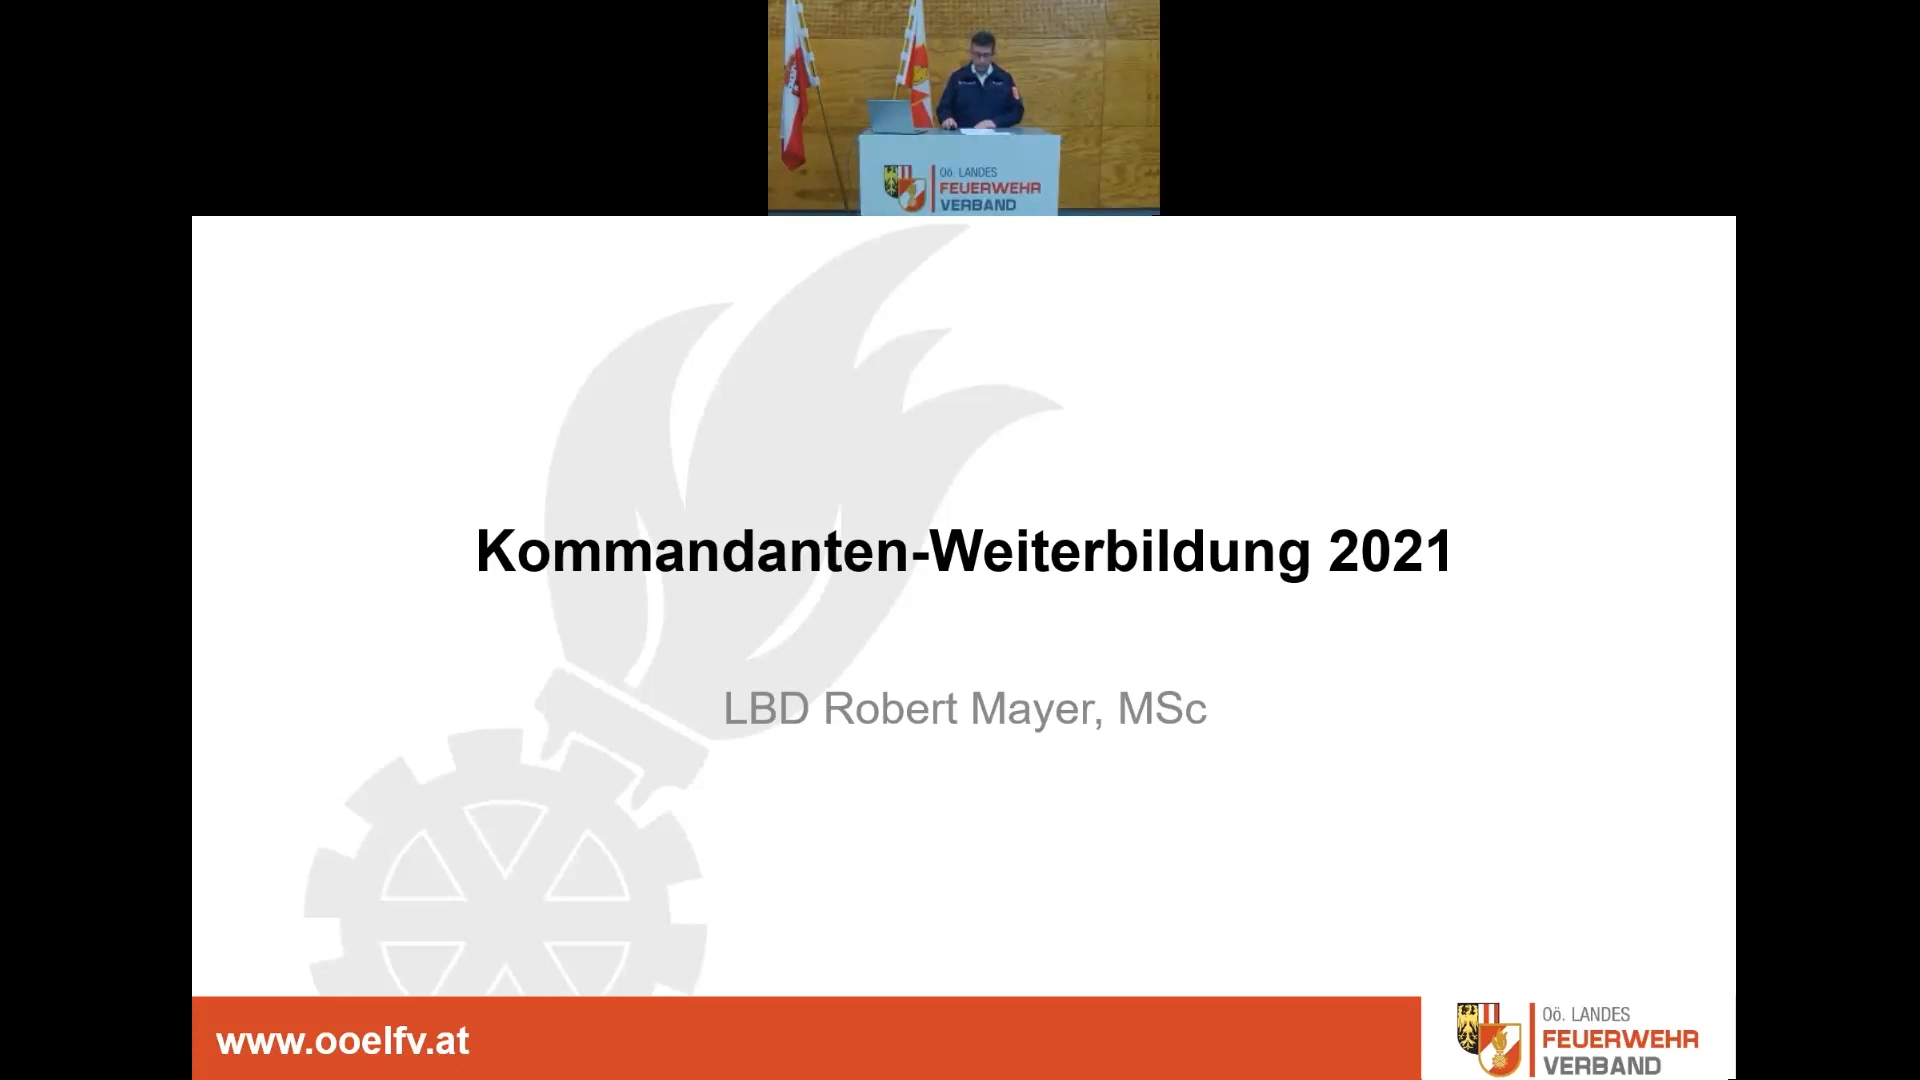 OÖ. LANDES
FEUERWEHR
VERBAND
Kommandanten-Weiterbildung 2021
LBD Robert Mayer, MSc
www.ooelfv.at
OÖ. LANDES
FEUERWEHR
VERBAND